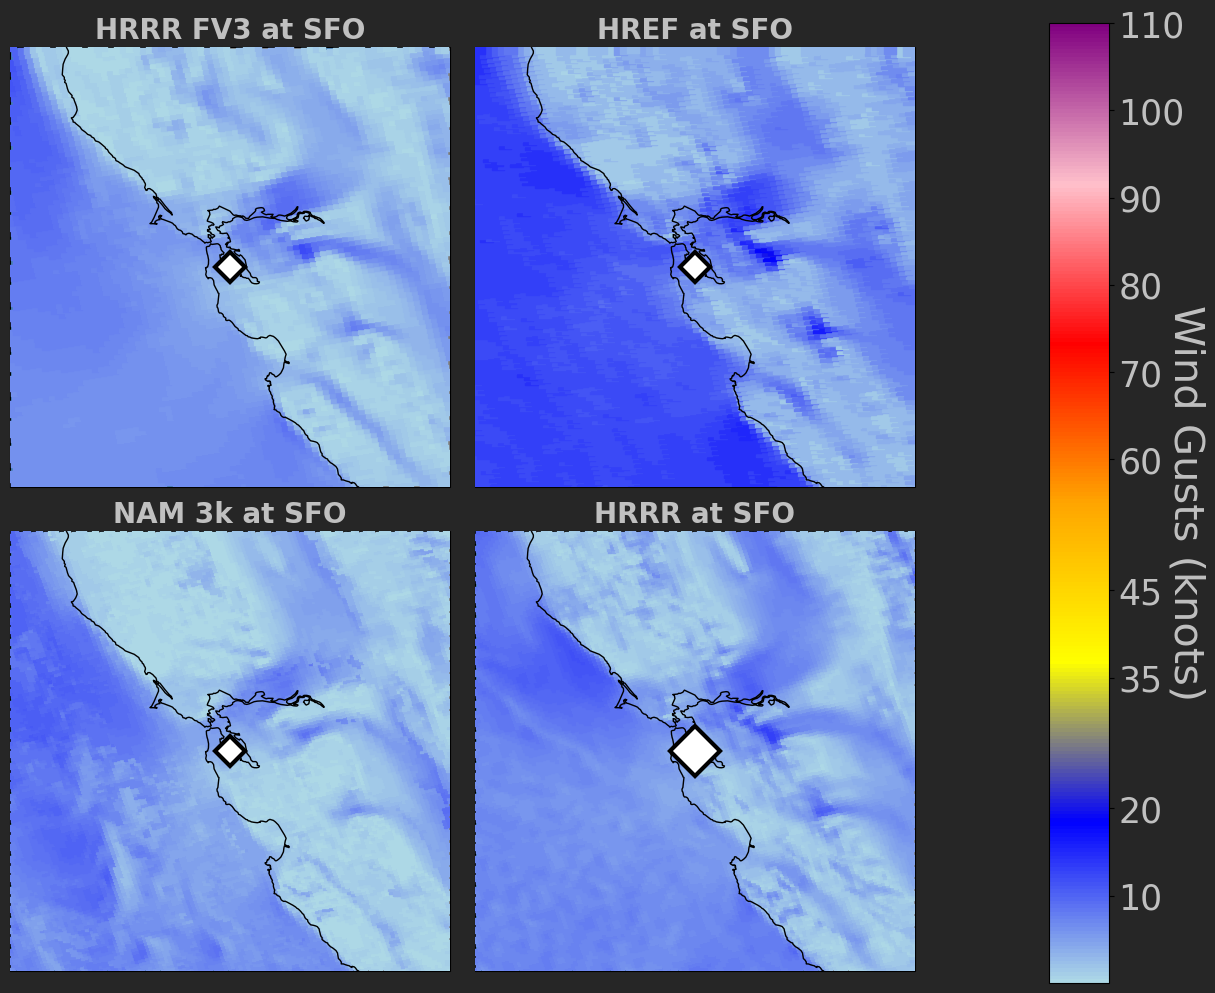 HRRR FV3 at SFO
HREF at SFO
NAM 3k at SFO
HRRR at SFO
110
100
90
80
70
60
45
35
20
10
Wind Gusts (knots)